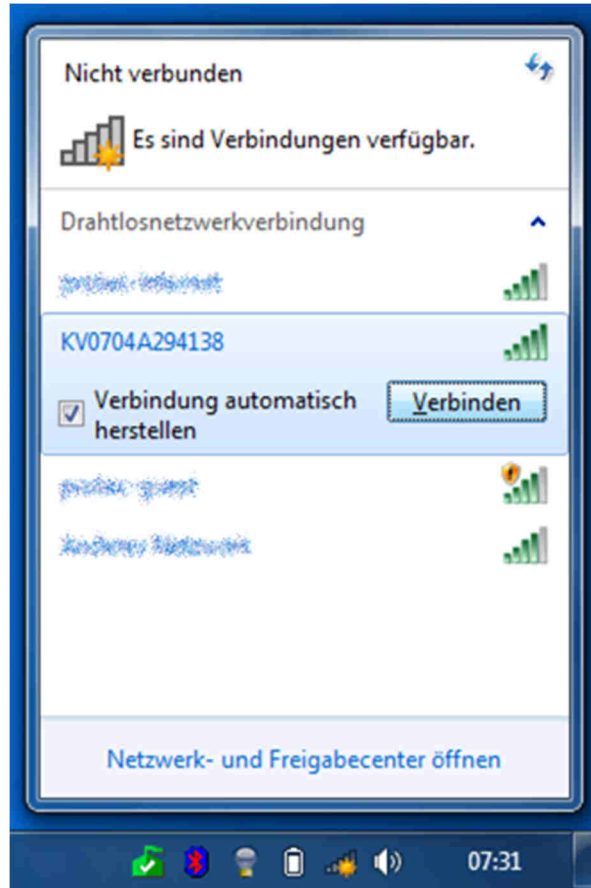 Nicht verbunden
Es sind Verbindungen verfügbar.
Drahtlosnetzwerkverbindung
KV0704A294138
Verbindung automatisch
herstellen
Verbinden
Netzwerk- und Freigabecenter öffnen
07:31